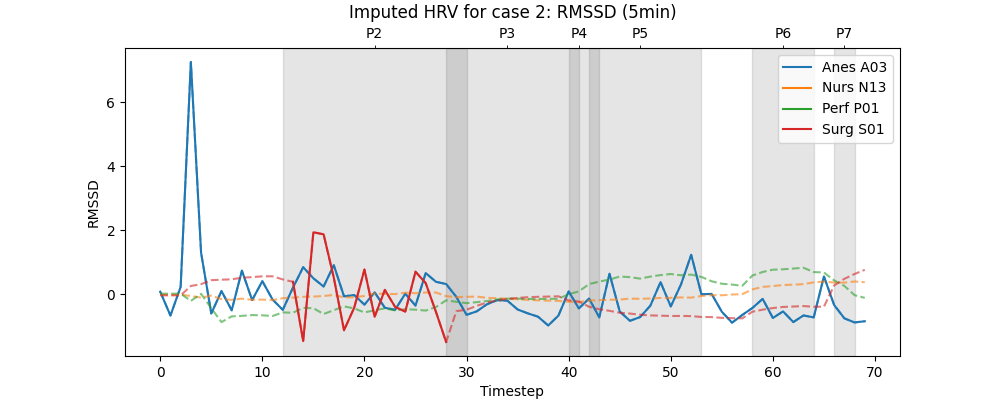 Imputed HRV for case 2: RMSSD (5min)
P2 P3 P4 P5 P6 P7
Anes A03
Nurs N13
Perf P01
Surg S01
6
4
2
0
RMSSD
0 10 20 30 40 50 60 70
Timestep